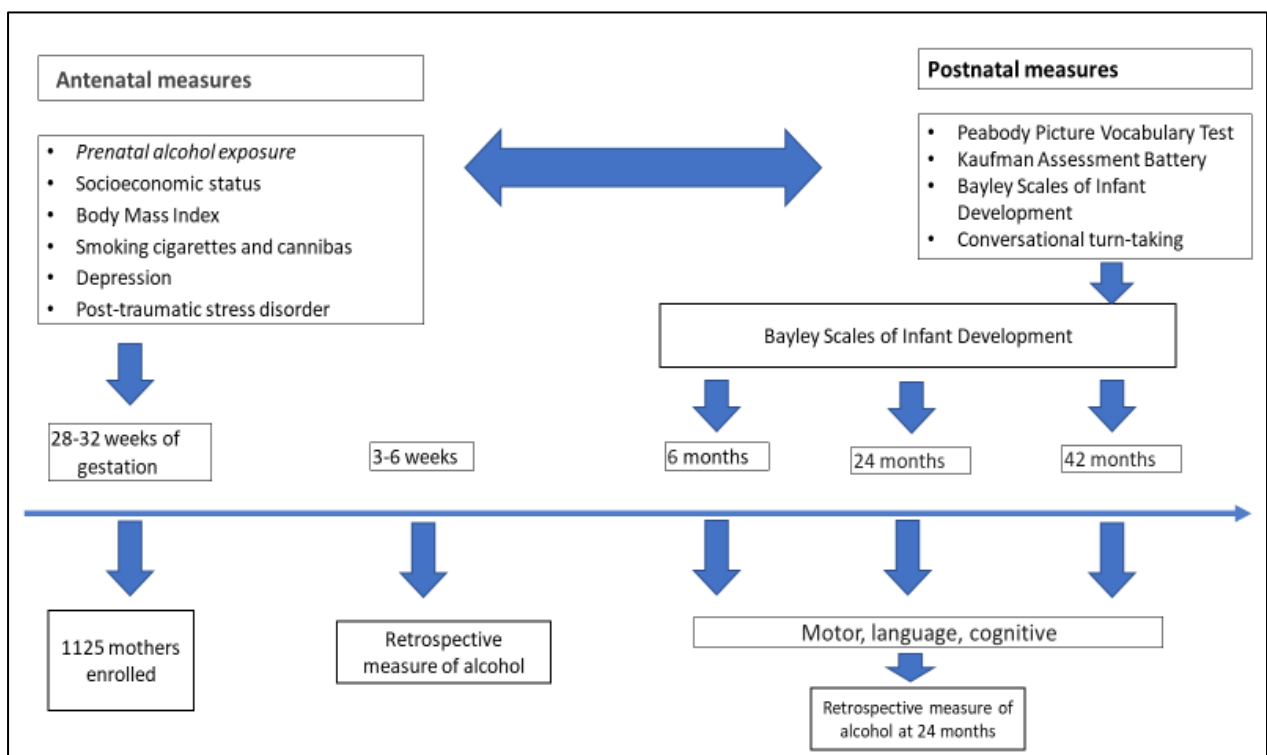 Antenatal measures
• Prenatal alcohol exposure
• Socioeconomic status
• Body Mass Index
• Smoking cigarettes and cannibas
• Depression
• Post-traumatic stress disorder
Postnatal measures
• Peabody Picture Vocabulary Test
• Kaufman Assessment Battery
• Bayley Scales of Infant
Development
• Conversational turn-taking
Bayley Scales of Infant Development
28-32 weeks of
gestation
3-6 weeks
6 months
24 months
42 months
1125 mothers
enrolled
Retrospective
measure of alcohol
Motor, language, cognitive
Retrospective measure of
alcohol at 24 months